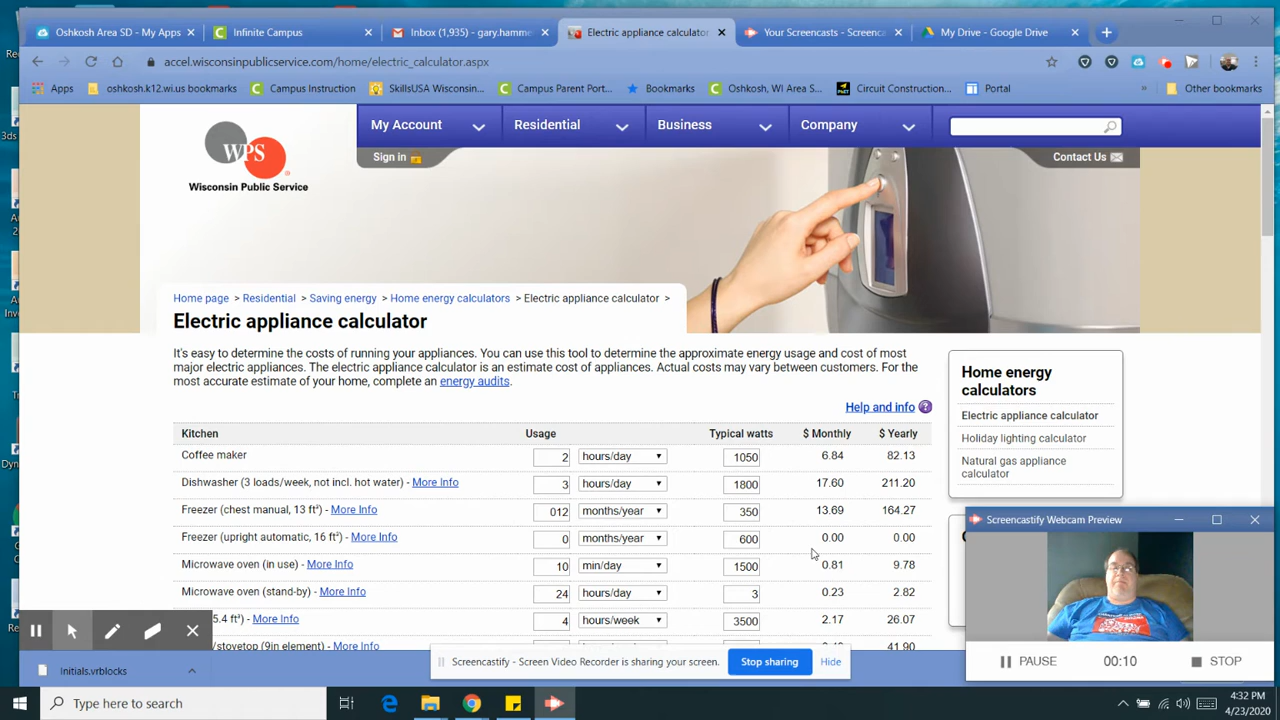 Oshkosh Area SD - My Apps
Infinite Campus
Inbox (1,935) - gary.hamme
Electric appliance calculator
Your Screencasts - Screenca
My Drive - Google Drive
accel.wisconsinpublicservice.com/home/electric_calculator.aspx
Apps
oshkosh.k12.wi.us bookmarks
Campus Instruction
SkillsUSA Wisconsin...
Campus Parent Port...
Bookmarks
Oshkosh, WI Area S...
Circuit Construction...
Portal
Other bookmarks
WPS
Wisconsin Public Service
My Account
Residential
Business
Company
Sign in
Contact Us
Home page > Residential > Saving energy > Home energy calculators > Electric appliance calculator >
Electric appliance calculator
It's easy to determine the costs of running your appliances. You can use this tool to determine the approximate energy usage and cost of most
major electric appliances. The electric appliance calculator is an estimate cost of appliances. Actual costs may vary between customers. For the
most accurate estimate of your home, complete an energy audits.
Help and info ?
Kitchen Usage Typical watts $ Monthly $ Yearly
Coffee maker 2 hours/day 1050 6.84 82.13
Dishwasher (3 loads/week, not incl. hot water) - More Info 3 hours/day 1800 17.60 211.20
Freezer (chest manual, 13 ft³) - More Info 012 months/year 350 13.69 164.27
Freezer (upright automatic, 16 ft³) - More Info 0 months/year 600 0.00 0.00
Microwave oven (in use) - More Info 10 min/day 1500 0.81 9.78
Microwave oven (stand-by) - More Info 24 hours/day 3 0.23 2.82
5.4 ft³) - More Info 4 hours/week 3500 2.17 26.07
/stovetop (9in element) - More Info 41.90
Home energy
calculators
Electric appliance calculator
Holiday lighting calculator
Natural gas appliance
calculator
Screencastify Webcam Preview
PAUSE
00:10
STOP
Screencastify - Screen Video Recorder is sharing your screen.
Stop sharing
Hide
Initials.vrblocks
Type here to search
4:32 PM
4/23/2020
3ds